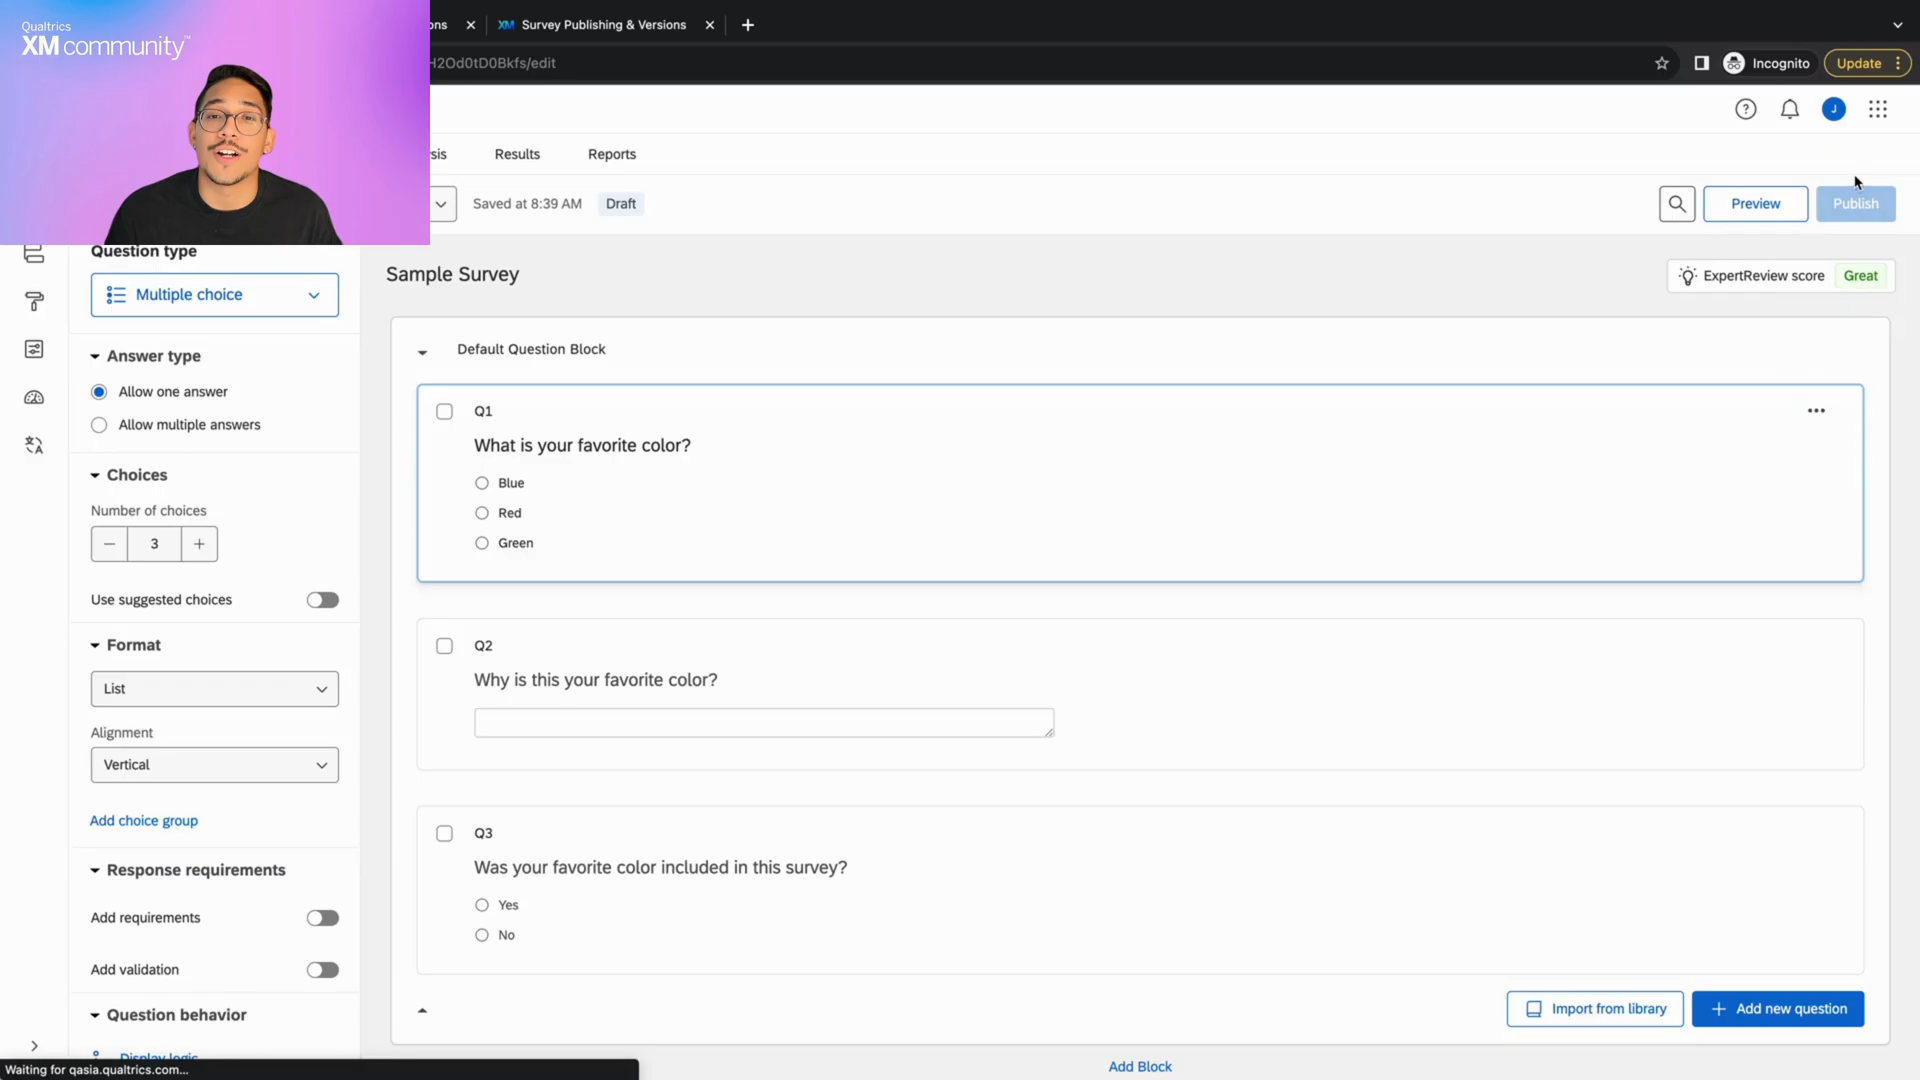 Qualtrics
XM community™
ons
XM Survey Publishing & Versions
H2Od0tD0Bkfs/edit
Incognito
Update
J
sis
Results
Reports
Saved at 8:39 AM
Draft
Preview
Publish
Question type
Multiple choice
Answer type
Allow one answer
Allow multiple answers
Choices
Number of choices
3
Use suggested choices
Format
List
Alignment
Vertical
Add choice group
Response requirements
Add requirements
Add validation
Question behavior
Display logic
Waiting for qasia.qualtrics.com...
Sample Survey
ExpertReview score Great
Default Question Block
Q1
What is your favorite color?
Blue
Red
Green
Q2
Why is this your favorite color?
Q3
Was your favorite color included in this survey?
Yes
No
Import from library
Add new question
Add Block